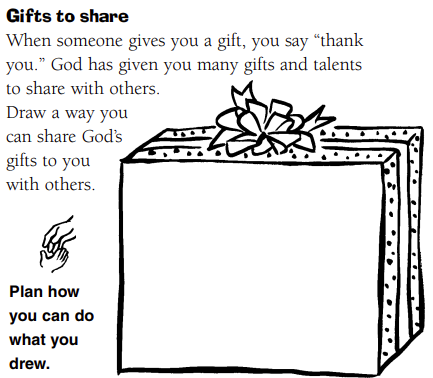 Gifts to share
When someone gives you a gift, you say “thank
you.” God has given you many gifts and talents
to share with others.
Draw a way you
can share God’s
gifts to you
with others.
Plan how
you can do
what you
drew.